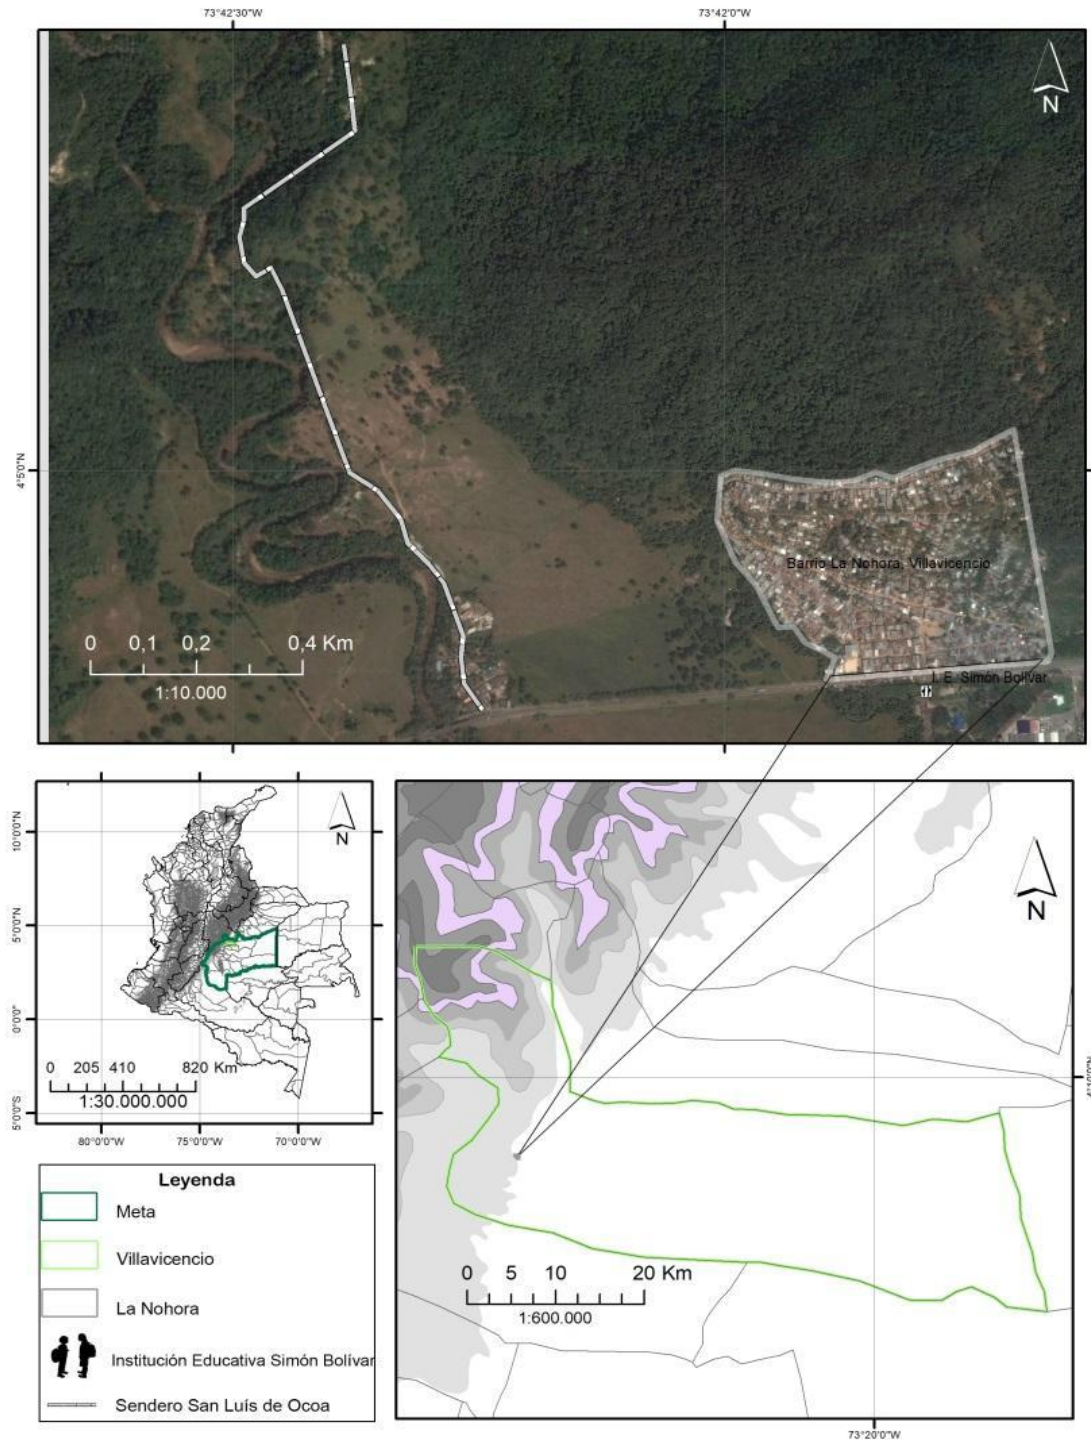 73°42'30"W 73°42'0"W
N
4°5'0"N
Barrio La Nohora, Villavicencio
0 0,1 0,2 0,4 Km
1:10.000
I. E. Simón Bolívar
10°0'0"N
N
5°0'0"N
0°0'0"
0 205 410 820 Km
1:30.000.000
5°0'0"S
80°0'0"W 75°0'0"W 70°0'0"W
N
4°10'0"N
0 5 10 20 Km
1:600.000
73°20'0"W
Leyenda
Meta
Villavicencio
La Nohora
Institución Educativa Simón Bolívar
Sendero San Luís de Ocoa